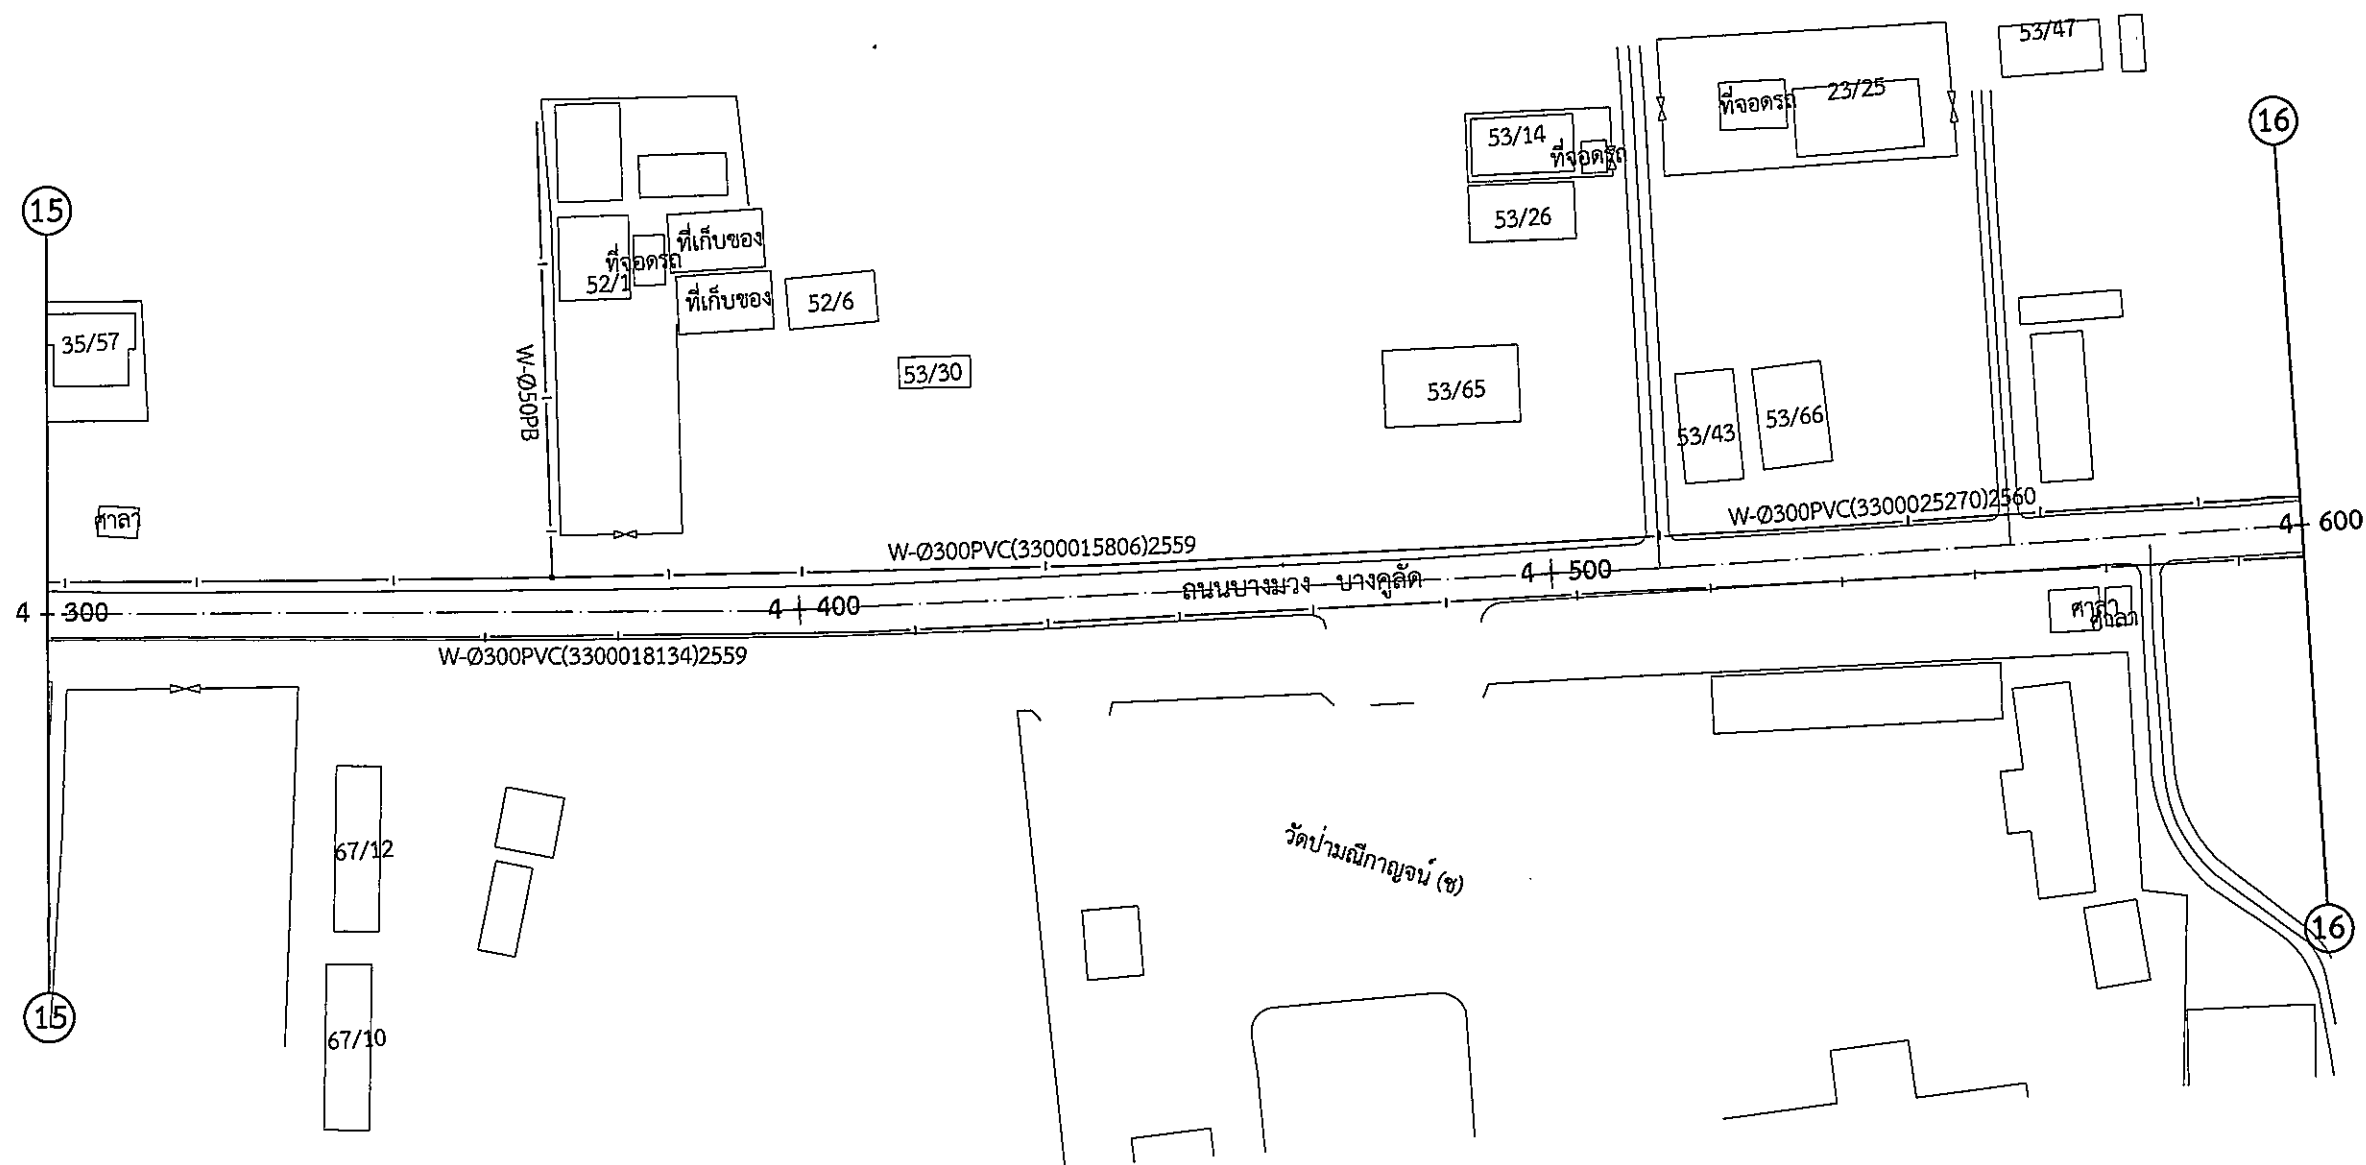 53/47
23/25
ที่จอดรถ
16
53/14
ที่จอดรถ
15
53/26
ที่เก็บของ
ที่จอดรถ
52/1
ที่เก็บของ
52/6
35/57
W-Ø50PB
53/30
53/65
53/43
53/66
ศาลา
W-Ø300PVC(3300025270)2560
4 600
W-Ø300PVC(3300015806)2559
ถนนบางมวง บางคูลัด
4 500
4 300
4 400
ศาลา
ศาลา
W-Ø300PVC(3300018134)2559
67/12
วัดป่ามณีกาญจน์ (ช)
16
15
67/10